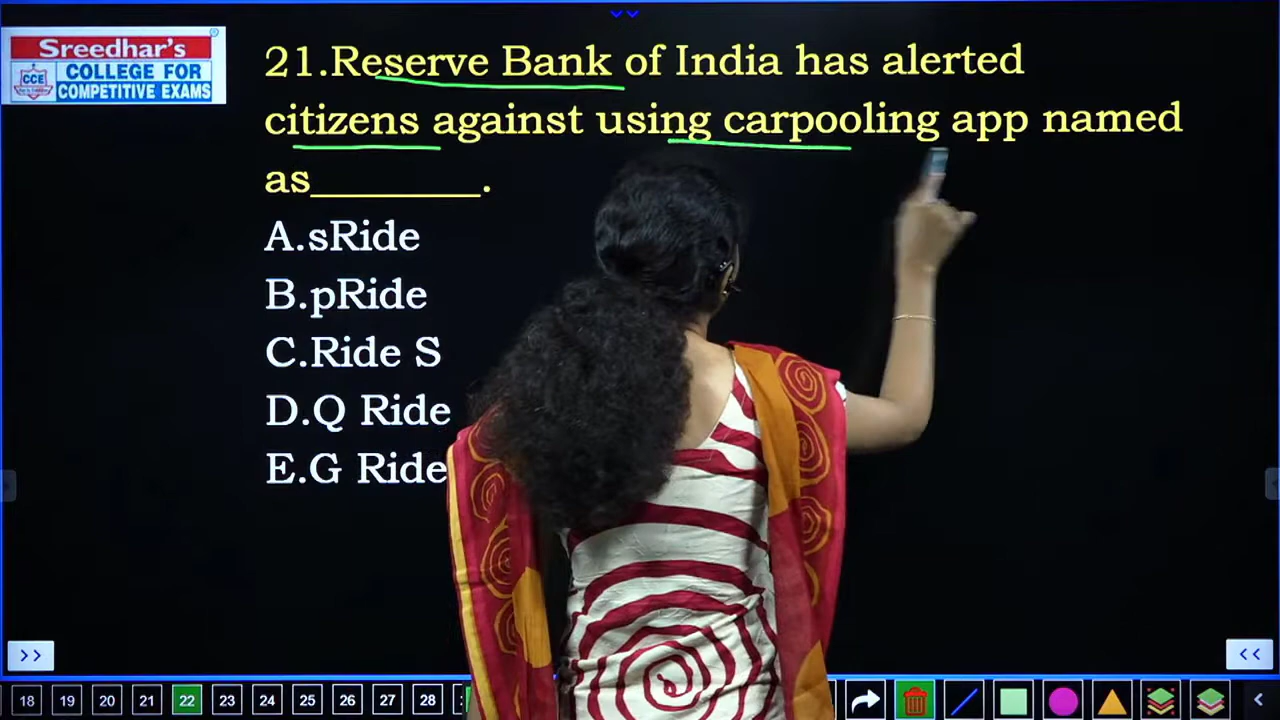 Sreedhar's
CCE
COLLEGE FOR
COMPETITIVE EXAMS
21.Reserve Bank of India has alerted
citizens against using carpooling app named
as_______.
A.sRide
B.pRide
C.Ride S
D.Q Ride
E.G Ride
>>
<<
18 19 20 21 22 23 24 25 26 27 28